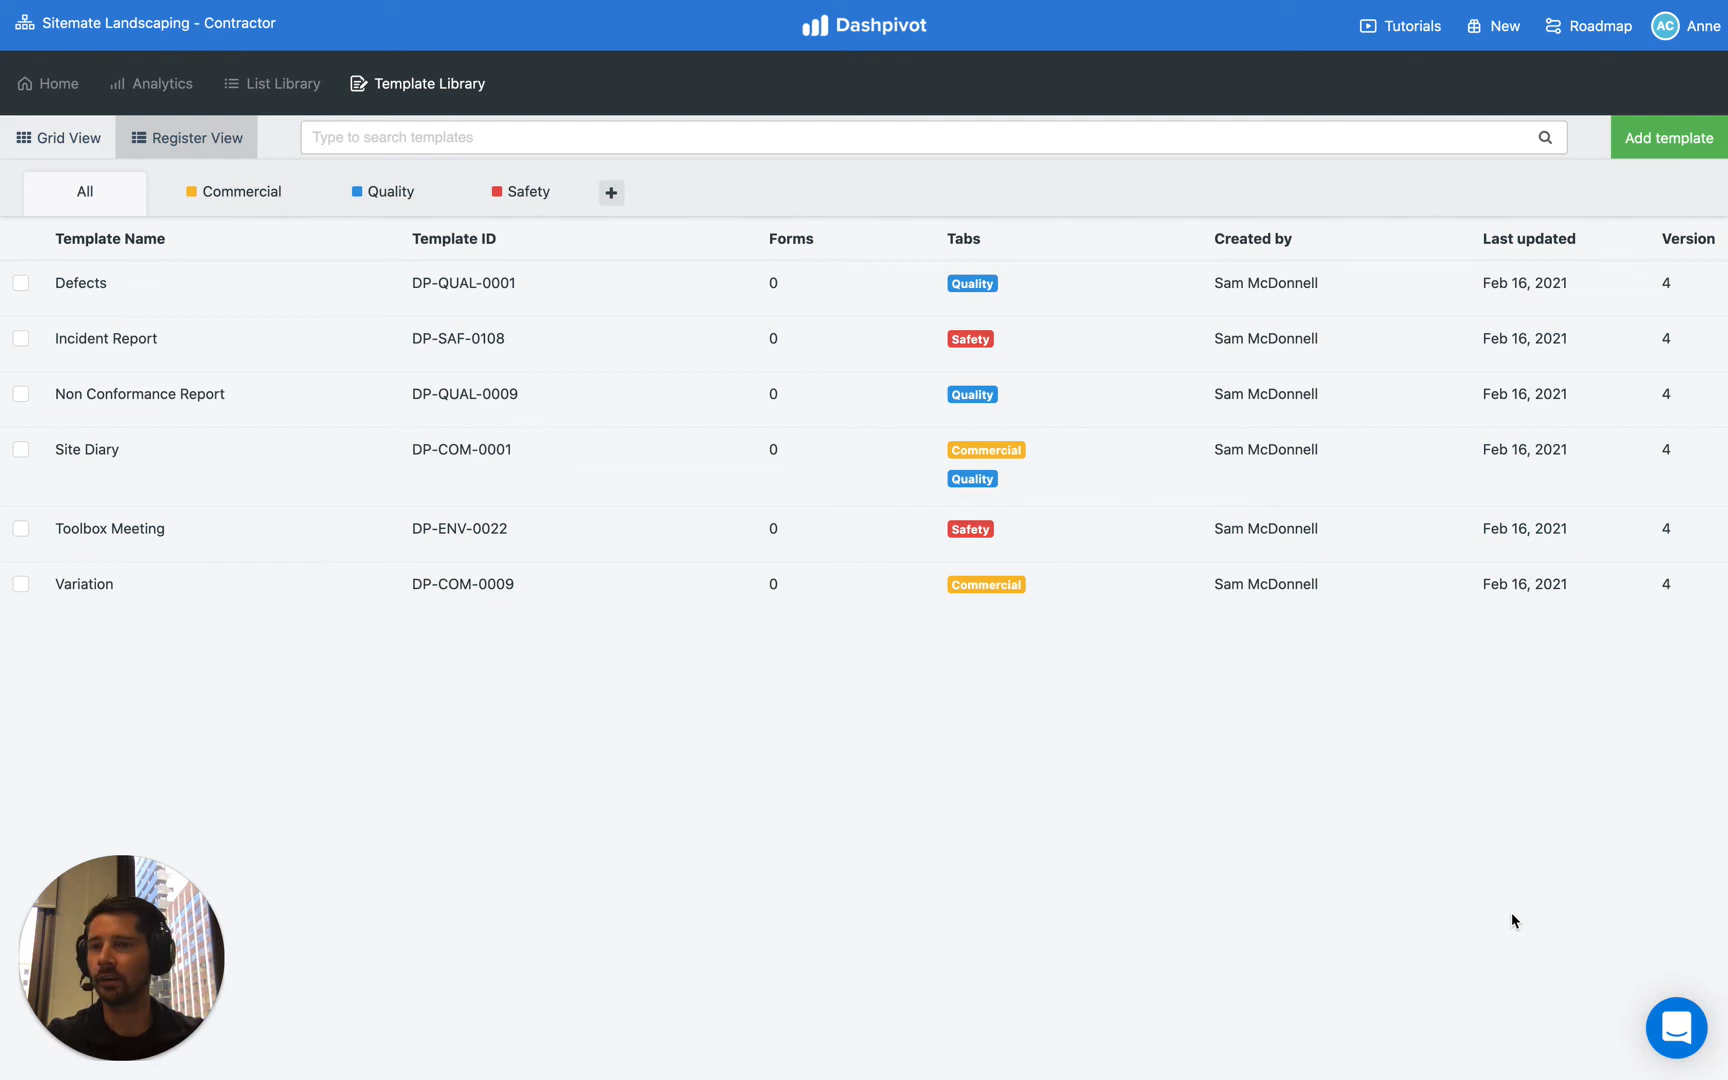 Sitemate Landscaping - Contractor
Dashpivot
Tutorials
New
Roadmap
AC
Anne
Home
Analytics
List Library
Template Library
Grid View
Register View
Type to search templates
Add template
All
Commercial
Quality
Safety
+
Template Name Template ID Forms Tabs Created by Last updated Version
Defects DP-QUAL-0001 0 Quality Sam McDonnell Feb 16, 2021 4
Incident Report DP-SAF-0108 0 Safety Sam McDonnell Feb 16, 2021 4
Non Conformance Report DP-QUAL-0009 0 Quality Sam McDonnell Feb 16, 2021 4
Site Diary DP-COM-0001 0 Commercial Sam McDonnell Feb 16, 2021 4
Quality
Toolbox Meeting DP-ENV-0022 0 Safety Sam McDonnell Feb 16, 2021 4
Variation DP-COM-0009 0 Commercial Sam McDonnell Feb 16, 2021 4